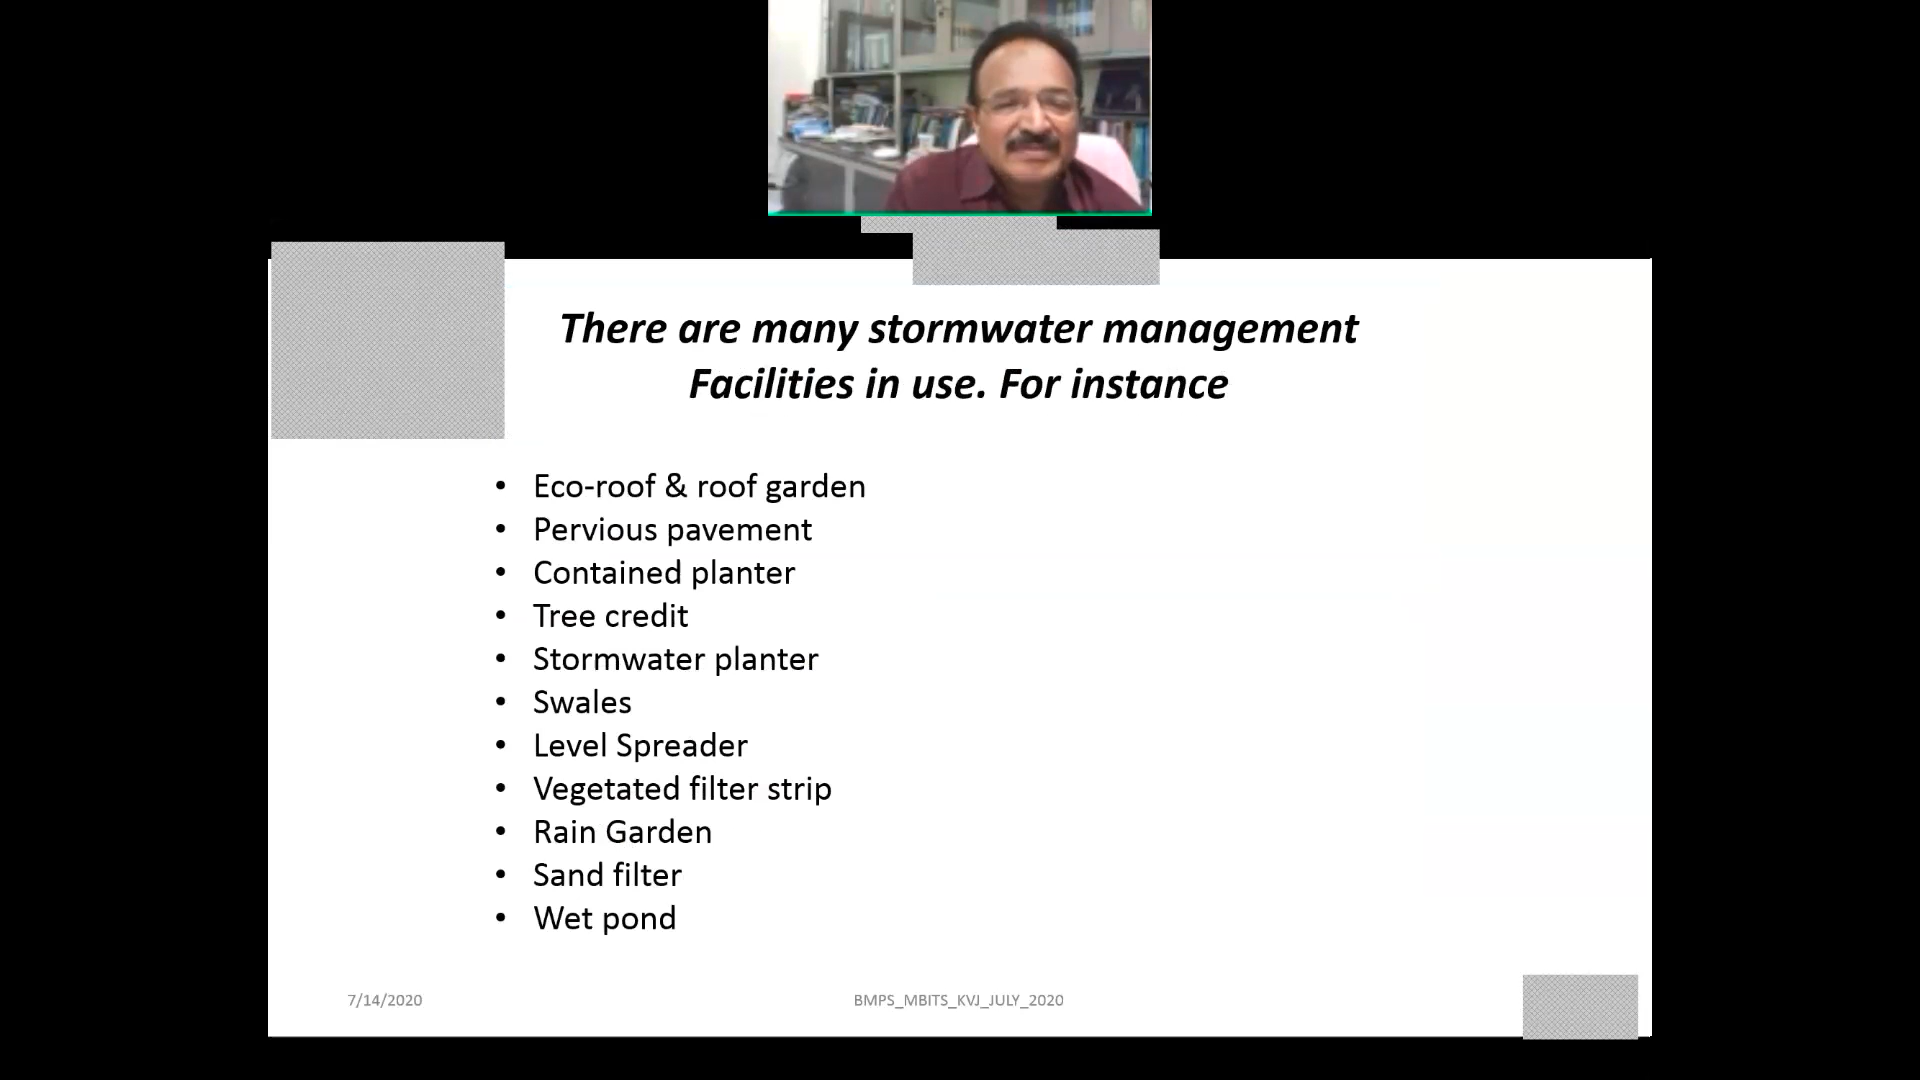 There are many stormwater management
Facilities in use. For instance
• Eco-roof & roof garden
• Pervious pavement
• Contained planter
• Tree credit
• Stormwater planter
• Swales
• Level Spreader
• Vegetated filter strip
• Rain Garden
• Sand filter
• Wet pond
7/14/2020
BMPS_MBITS_KVJ_JULY_2020